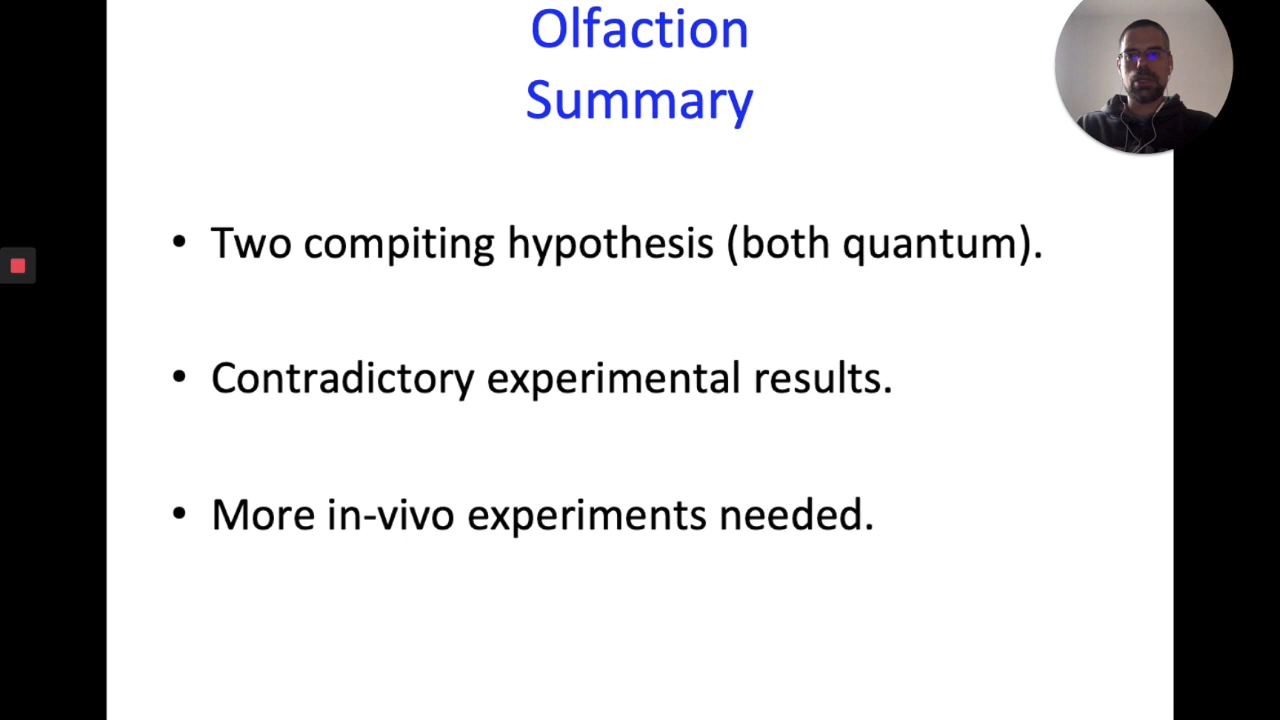 Olfaction
Summary
• Two compiting hypothesis (both quantum).
• Contradictory experimental results.
• More in-vivo experiments needed.